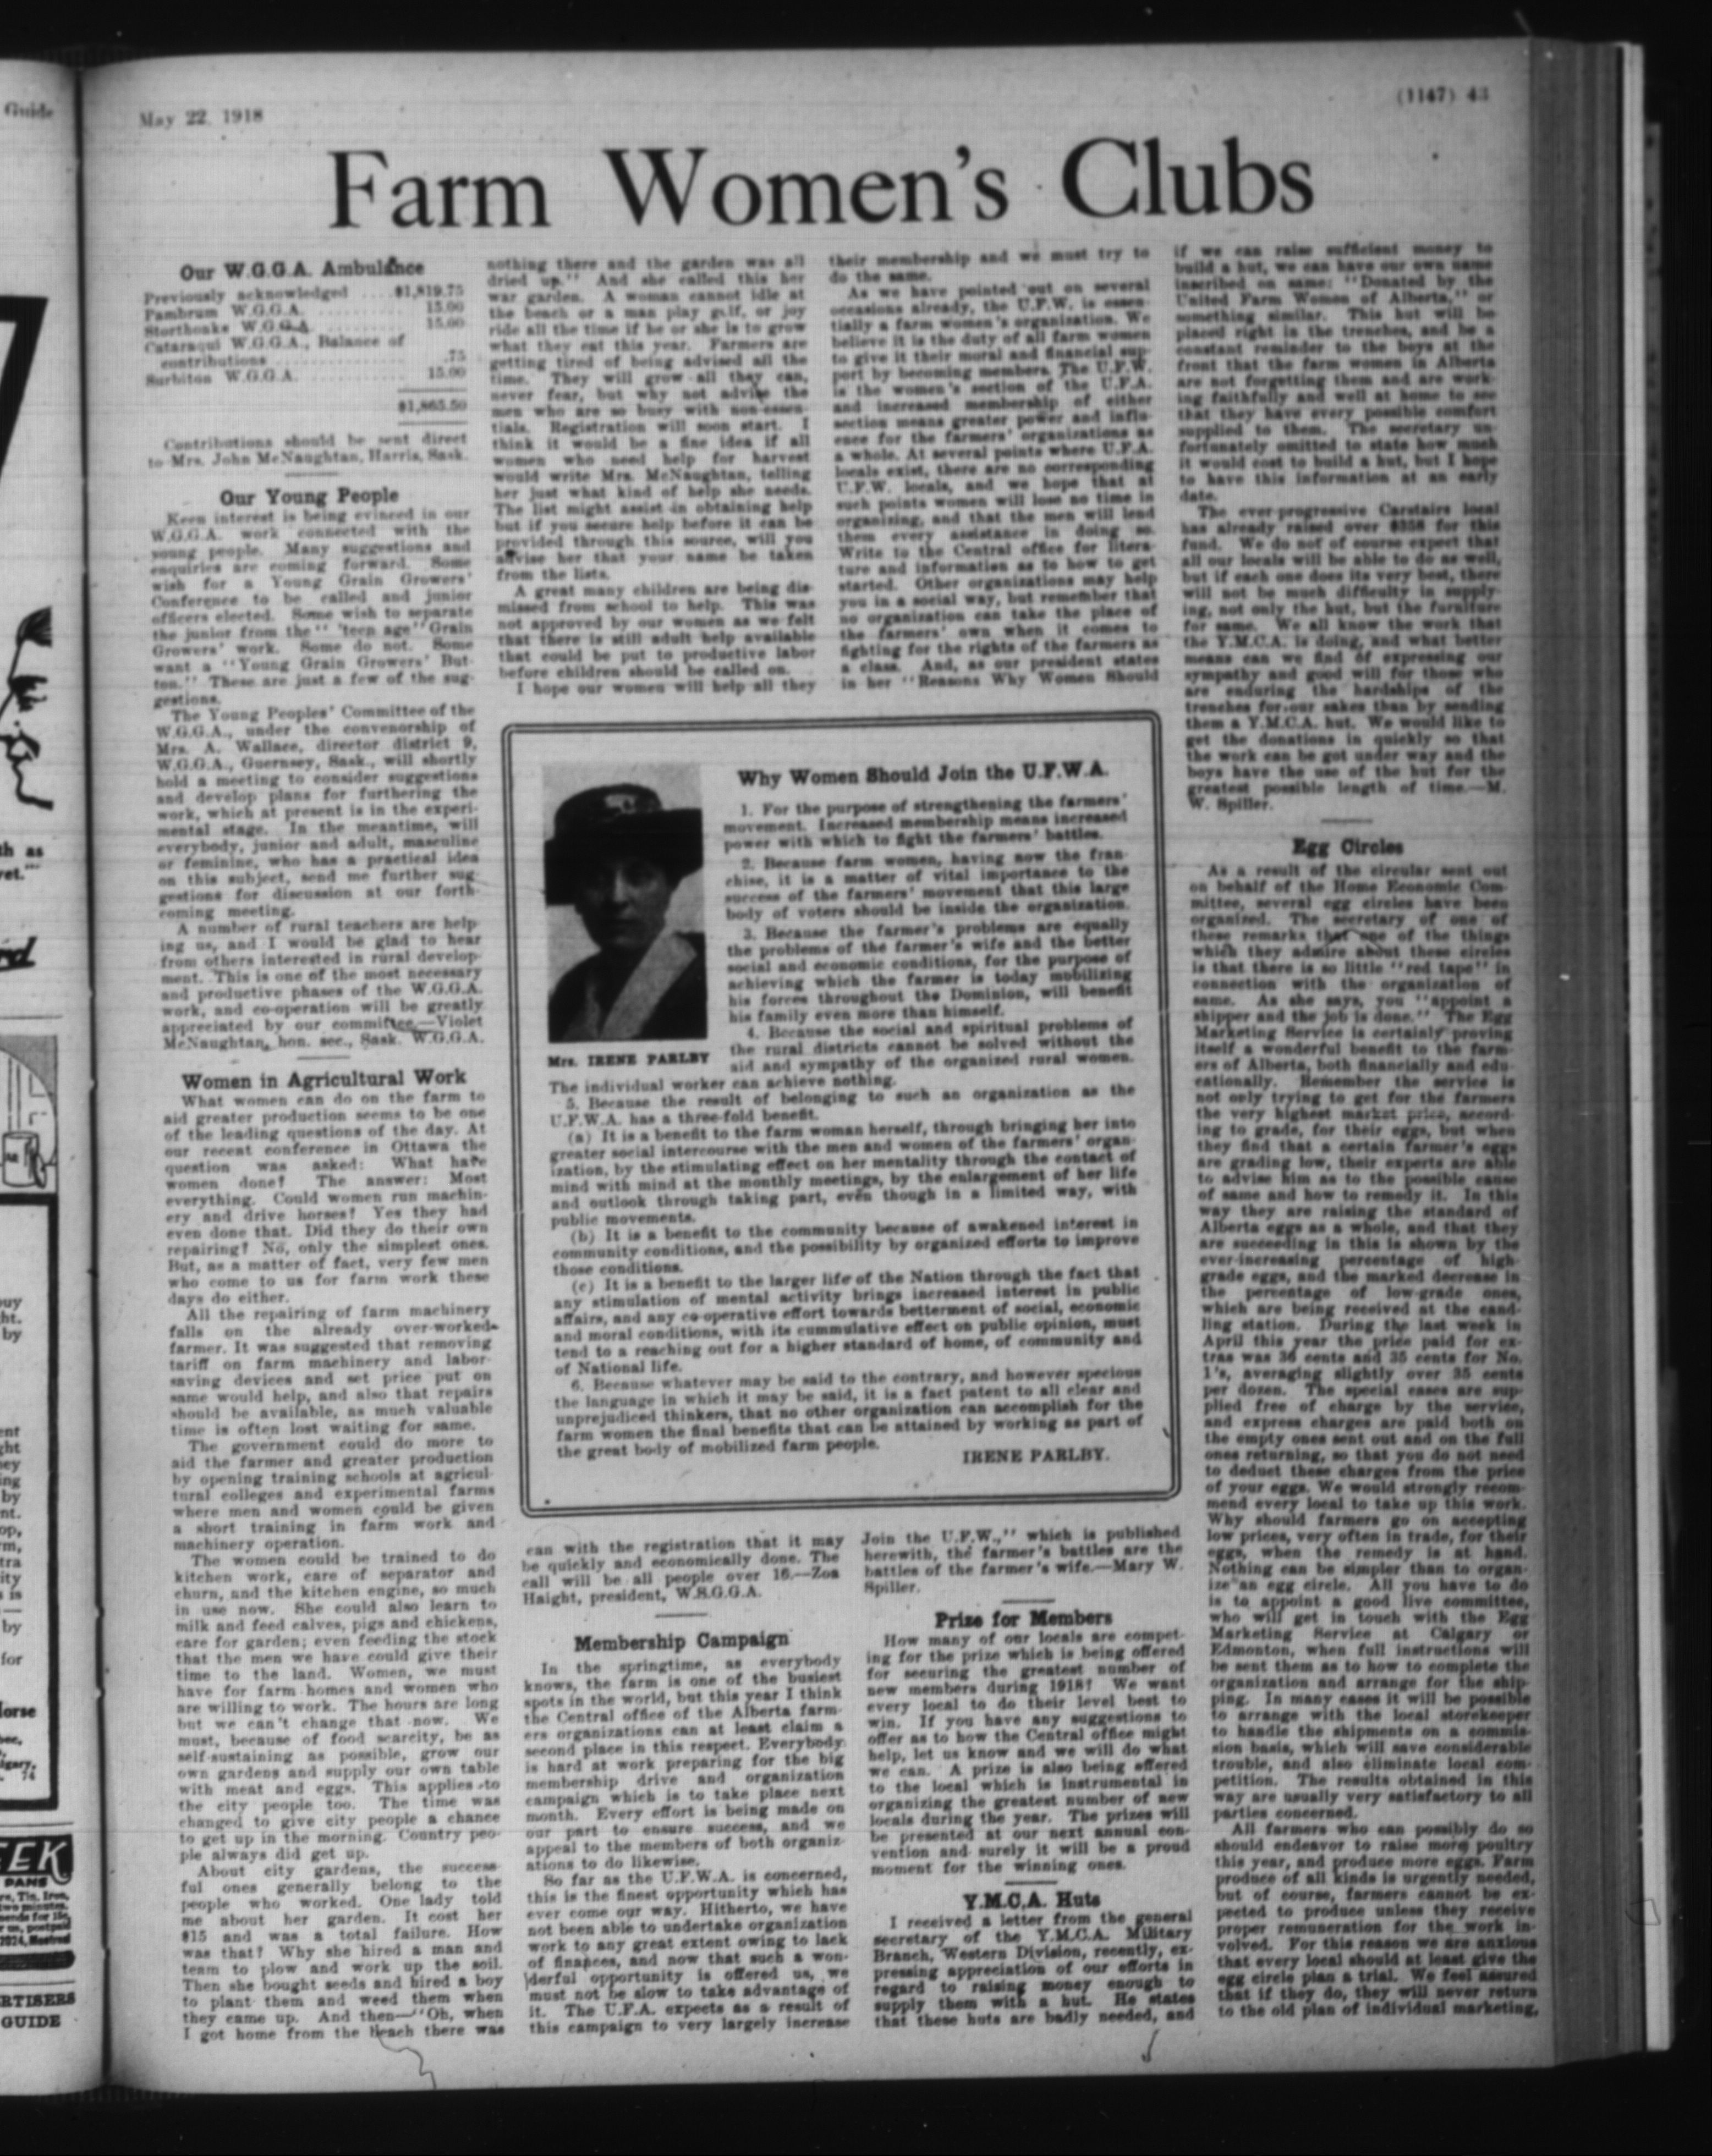 Guide
May 22, 1918
(1147) 43
Farm Women's Clubs
Our W.G.G.A. Ambulance
Previously acknowledged ....$1,819.75
Pambrum W.G.G.A. ........... 15.00
Storthoaks W.G.G.A. ........... 15.00
Cataraqui W.G.G.A., Balance of
contributions ................ .75
Surbiton W.G.G.A. ............ 15.00
$1,865.50
Contributions should be sent direct
to Mrs. John McNaughtan, Harris, Sask.
Our Young People
Keen interest is being evinced in our
W.G.G.A. work connected with the
young people. Many suggestions and
enquiries are coming forward. Some
wish for a Young Grain Growers'
Conference to be called and junior
officers elected. Some wish to separate
the junior from the " 'teen age" Grain
Growers' work. Some do not. Some
want a "Young Grain Growers' But-
ton." These are just a few of the sug-
gestions.
The Young Peoples' Committee of the
W.G.G.A., under the convenorship of
Mrs. A. Wallace, director district 9,
W.G.G.A., Guernsey, Sask., will shortly
hold a meeting to consider suggestions
and develop plans for furthering the
work, which at present is in the experi-
mental stage. In the meantime, will
everybody, junior and adult, masculine
or feminine, who has a practical idea
on this subject, send me further sug-
gestions for discussion at our forth-
coming meeting.
A number of rural teachers are help-
ing us, and I would be glad to hear
from others interested in rural develop-
ment. This is one of the most necessary
and productive phases of the W.G.G.A.
work, and co-operation will be greatly
appreciated by our committee.—Violet
McNaughtan, hon. sec., Sask. W.G.G.A.
Women in Agricultural Work
What women can do on the farm to
aid greater production seems to be one
of the leading questions of the day. At
our recent conference in Ottawa the
question was asked: What have
women done? The answer: Most
everything. Could women run machin-
ery and drive horses? Yes they had
even done that. Did they do their own
repairing? No, only the simplest ones.
But, as a matter of fact, very few men
who come to us for farm work these
days do either.
All the repairing of farm machinery
falls on the already over-worked
farmer. It was suggested that removing
tariff on farm machinery and labor-
saving devices and set price put on
same would help, and also that repairs
should be available, as much valuable
time is often lost waiting for same.
The government could do more to
aid the farmer and greater production
by opening training schools at agricul-
tural colleges and experimental farms
where men and women could be given
a short training in farm work and
machinery operation.
The women could be trained to do
kitchen work, care of separator and
churn, and the kitchen engine, so much
in use now. She could also learn to
milk and feed calves, pigs and chickens,
care for garden; even feeding the stock
that the men we have could give their
time to the land. Women, we must
have for farm homes and women who
are willing to work. The hours are long
but we can't change that now. We
must, because of food scarcity, be as
self-sustaining as possible, grow our
own gardens and supply our own table
with meat and eggs. This applies to
the city people too. The time was
changed to give city people a chance
to get up in the morning. Country peo-
ple always did get up.
About city gardens, the success-
ful ones generally belong to the
people who worked. One lady told
me about her garden. It cost her
$15 and was a total failure. How
was that? Why she hired a man and
team to plow and work up the soil.
Then she bought seeds and hired a boy
to plant them and weed them when
they came up. And then—"Oh, when
I got home from the beach there was
nothing there and the garden was all
dried up." And she called this her
war garden. A woman cannot idle at
the beach or a man play golf, or joy
ride all the time if he or she is to grow
what they eat this year. Farmers are
getting tired of being advised all the
time. They will grow all they can,
never fear, but why not advise the
men who are so busy with non-essen-
tials. Registration will soon start. I
think it would be a fine idea if all
women who need help for harvest
would write Mrs. McNaughtan, telling
her just what kind of help she needs.
The list might assist in obtaining help
but if you secure help before it can be
provided through this source, will you
advise her that your name be taken
from the lists.
A great many children are being dis-
missed from school to help. This was
not approved by our women as we felt
that there is still adult help available
that could be put to productive labor
before children should be called on.
I hope our women will help all they
can with the registration that it may
be quickly and economically done. The
call will be all people over 16.—Zoa
Haight, president, W.S.G.G.A.
Membership Campaign
In the springtime, as everybody
knows, the farm is one of the busiest
spots in the world, but this year I think
the Central office of the Alberta farm-
ers organizations can at least claim a
second place in this respect. Everybody
is hard at work preparing for the big
membership drive and organization
campaign which is to take place next
month. Every effort is being made on
our part to ensure success, and we
appeal to the members of both organiz-
ations to do likewise.
So far as the U.F.W.A. is concerned,
this is the finest opportunity which has
ever come our way. Hitherto, we have
not been able to undertake organization
work to any great extent owing to lack
of finances, and now that such a won-
derful opportunity is offered us, we
must not be slow to take advantage of
it. The U.F.A. expects as a result of
this campaign to very largely increase
their membership and we must try to
do the same.
As we have pointed out on several
occasions already, the U.F.W. is essen-
tially a farm women's organization. We
believe it is the duty of all farm women
to give it their moral and financial sup-
port by becoming members. The U.F.W.
is the women's section of the U.F.A.
and increased membership of either
section means greater power and influ-
ence for the farmers' organizations as
a whole. At several points where U.F.A.
locals exist, there are no corresponding
U.F.W. locals, and we hope that at
such points women will lose no time in
organizing, and that the men will lend
them every assistance in doing so.
Write to the Central office for litera-
ture and information as to how to get
started. Other organizations may help
you in a social way, but remember that
no organization can take the place of
the farmers' own when it comes to
fighting for the rights of the farmers as
a class. And, as our president states
in her "Reasons Why Women Should
Join the U.F.W.," which is published
herewith, the farmer's battles are the
battles of the farmer's wife.—Mary W.
Spiller.
Prize for Members
How many of our locals are compet-
ing for the prize which is being offered
for securing the greatest number of
new members during 1918? We want
every local to do their level best to
win. If you have any suggestions to
offer as to how the Central office might
help, let us know and we will do what
we can. A prize is also being offered
to the local which is instrumental in
organizing the greatest number of new
locals during the year. The prizes will
be presented at our next annual con-
vention and surely it will be a proud
moment for the winning ones.
Y.M.C.A. Huts
I received a letter from the general
secretary of the Y.M.C.A. Military
Branch, Western Division, recently, ex-
pressing appreciation of our efforts in
regard to raising money enough to
supply them with a hut. He states
that these huts are badly needed, and
if we can raise sufficient money to
build a hut, we can have our own name
inscribed on same: "Donated by the
United Farm Women of Alberta," or
something similar. This hut will be
placed right in the trenches, and be a
constant reminder to the boys at the
front that the farm women in Alberta
are not forgetting them and are work-
ing faithfully and well at home to see
that they have every possible comfort
supplied to them. The secretary un-
fortunately omitted to state how much
it would cost to build a hut, but I hope
to have this information at an early
date.
The ever-progressive Carstairs local
has already raised over $358 for this
fund. We do not of course expect that
all our locals will be able to do as well,
but if each one does its very best, there
will not be much difficulty in supply-
ing, not only the hut, but the furniture
for same. We all know the work that
the Y.M.C.A. is doing, and what better
means can we find of expressing our
sympathy and good will for those who
are enduring the hardships of the
trenches for our sakes than by sending
them a Y.M.C.A. hut. We would like to
get the donations in quickly so that
the work can be got under way and the
boys have the use of the hut for the
greatest possible length of time.—M.
W. Spiller.
Egg Circles
As a result of the circular sent out
on behalf of the Home Economic Com-
mittee, several egg circles have been
organized. The secretary of one of
these remarks that one of the things
which they admire about these circles
is that there is so little "red tape" in
connection with the organization of
same. As she says, you "appoint a
shipper and the job is done." The Egg
Marketing Service is certainly proving
itself a wonderful benefit to the farm-
ers of Alberta, both financially and edu-
cationally. Remember the service is
not only trying to get for the farmers
the very highest market price, accord-
ing to grade, for their eggs, but when
they find that a certain farmer's eggs
are grading low, their experts are able
to advise him as to the possible cause
of same and how to remedy it. In this
way they are raising the standard of
Alberta eggs as a whole, and that they
are succeeding in this is shown by the
ever-increasing percentage of high-
grade eggs, and the marked decrease in
the percentage of low-grade ones,
which are being received at the cand-
ling station. During the last week in
April this year the price paid for ex-
tras was 36 cents and 35 cents for No.
1's, averaging slightly over 35 cents
per dozen. The special cases are sup-
plied free of charge by the service,
and express charges are paid both on
the empty ones sent out and on the full
ones returning, so that you do not need
to deduct these charges from the price
of your eggs. We would strongly recom-
mend every local to take up this work.
Why should farmers go on accepting
low prices, very often in trade, for their
eggs, when the remedy is at hand.
Nothing can be simpler than to organ-
ize an egg circle. All you have to do
is to appoint a good live committee,
who will get in touch with the Egg
Marketing Service at Calgary or
Edmonton, when full instructions will
be sent them as to how to complete the
organization and arrange for the ship-
ping. In many cases it will be possible
to arrange with the local storekeeper
to handle the shipments on a commis-
sion basis, which will save considerable
trouble, and also eliminate local com-
petition. The results obtained in this
way are usually very satisfactory to all
parties concerned.
All farmers who can possibly do so
should endeavor to raise more poultry
this year, and produce more eggs. Farm
produce of all kinds is urgently needed,
but of course, farmers cannot be ex-
pected to produce unless they receive
proper remuneration for the work in-
volved. For this reason we are anxious
that every local should at least give the
egg circle plan a trial. We feel assured
that if they do, they will never return
to the old plan of individual marketing,
Why Women Should Join the U.F.W.A.
1. For the purpose of strengthening the farmers'
movement. Increased membership means increased
power with which to fight the farmers' battles.
2. Because farm women, having now the fran-
chise, it is a matter of vital importance to the
success of the farmers' movement that this large
body of voters should be inside the organization.
3. Because the farmer's problems are equally
the problems of the farmer's wife and the better
social and economic conditions, for the purpose of
achieving which the farmer is today mobilizing
his forces throughout the Dominion, will benefit
his family even more than himself.
4. Because the social and spiritual problems of
the rural districts cannot be solved without the
aid and sympathy of the organized rural women.
Mrs. IRENE PARLBY
The individual worker can achieve nothing.
5. Because the result of belonging to such an organization as the
U.F.W.A. has a three-fold benefit.
(a) It is a benefit to the farm woman herself, through bringing her into
greater social intercourse with the men and women of the farmers' organ-
ization, by the stimulating effect on her mentality through the contact of
mind with mind at the monthly meetings, by the enlargement of her life
and outlook through taking part, even though in a limited way, with
public movements.
(b) It is a benefit to the community because of awakened interest in
community conditions, and the possibility by organized efforts to improve
those conditions.
(c) It is a benefit to the larger life of the Nation through the fact that
any stimulation of mental activity brings increased interest in public
affairs, and any co-operative effort towards betterment of social, economic
and moral conditions, with its cummulative effect on public opinion, must
tend to a reaching out for a higher standard of home, of community and
of National life.
6. Because whatever may be said to the contrary, and however specious
the language in which it may be said, it is a fact patent to all clear and
unprejudiced thinkers, that no other organization can accomplish for the
farm women the final benefits that can be attained by working as part of
the great body of mobilized farm people.
IRENE PARLBY.